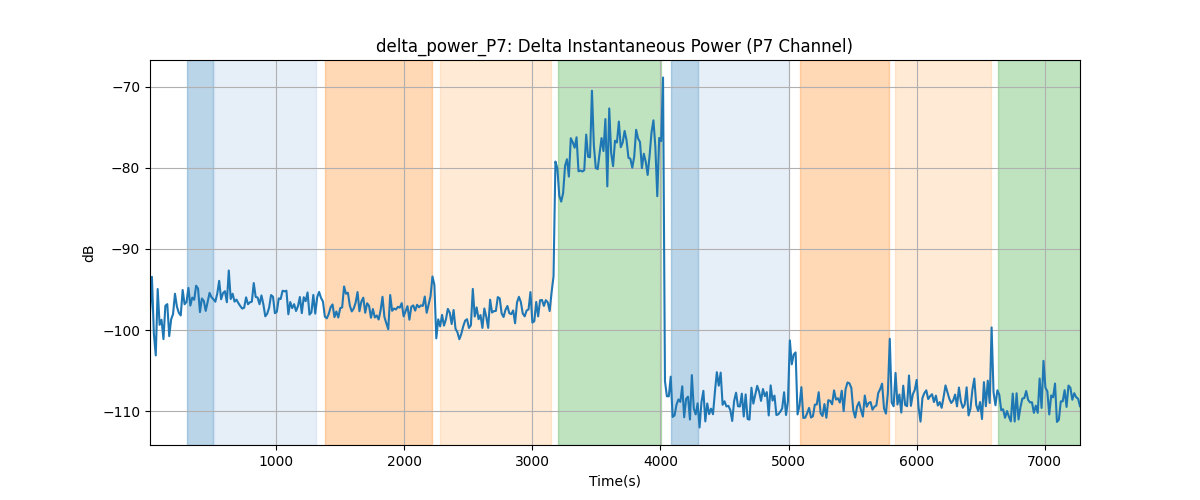 delta_power_P7: Delta Instantaneous Power (P7 Channel)
dB
−70
−80
−90
−100
−110
1000 2000 3000 4000 5000 6000 7000
Time(s)